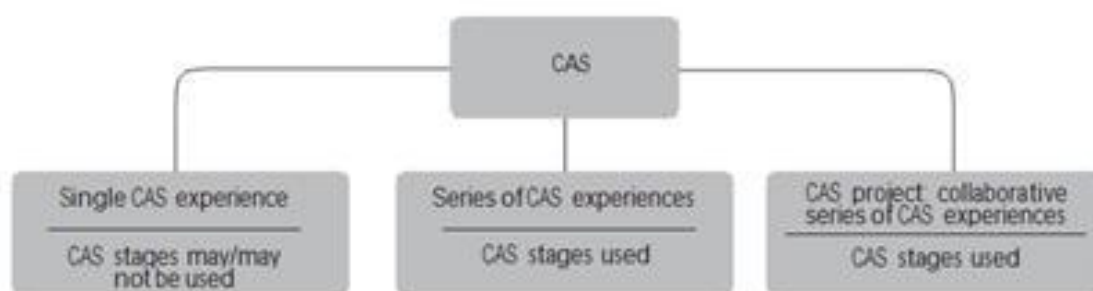 CAS
Single CAS experience
CAS stages may/may
not be used
Series of CAS experiences
CAS stages used
CAS project: collaborative
series of CAS experiences
CAS stages used